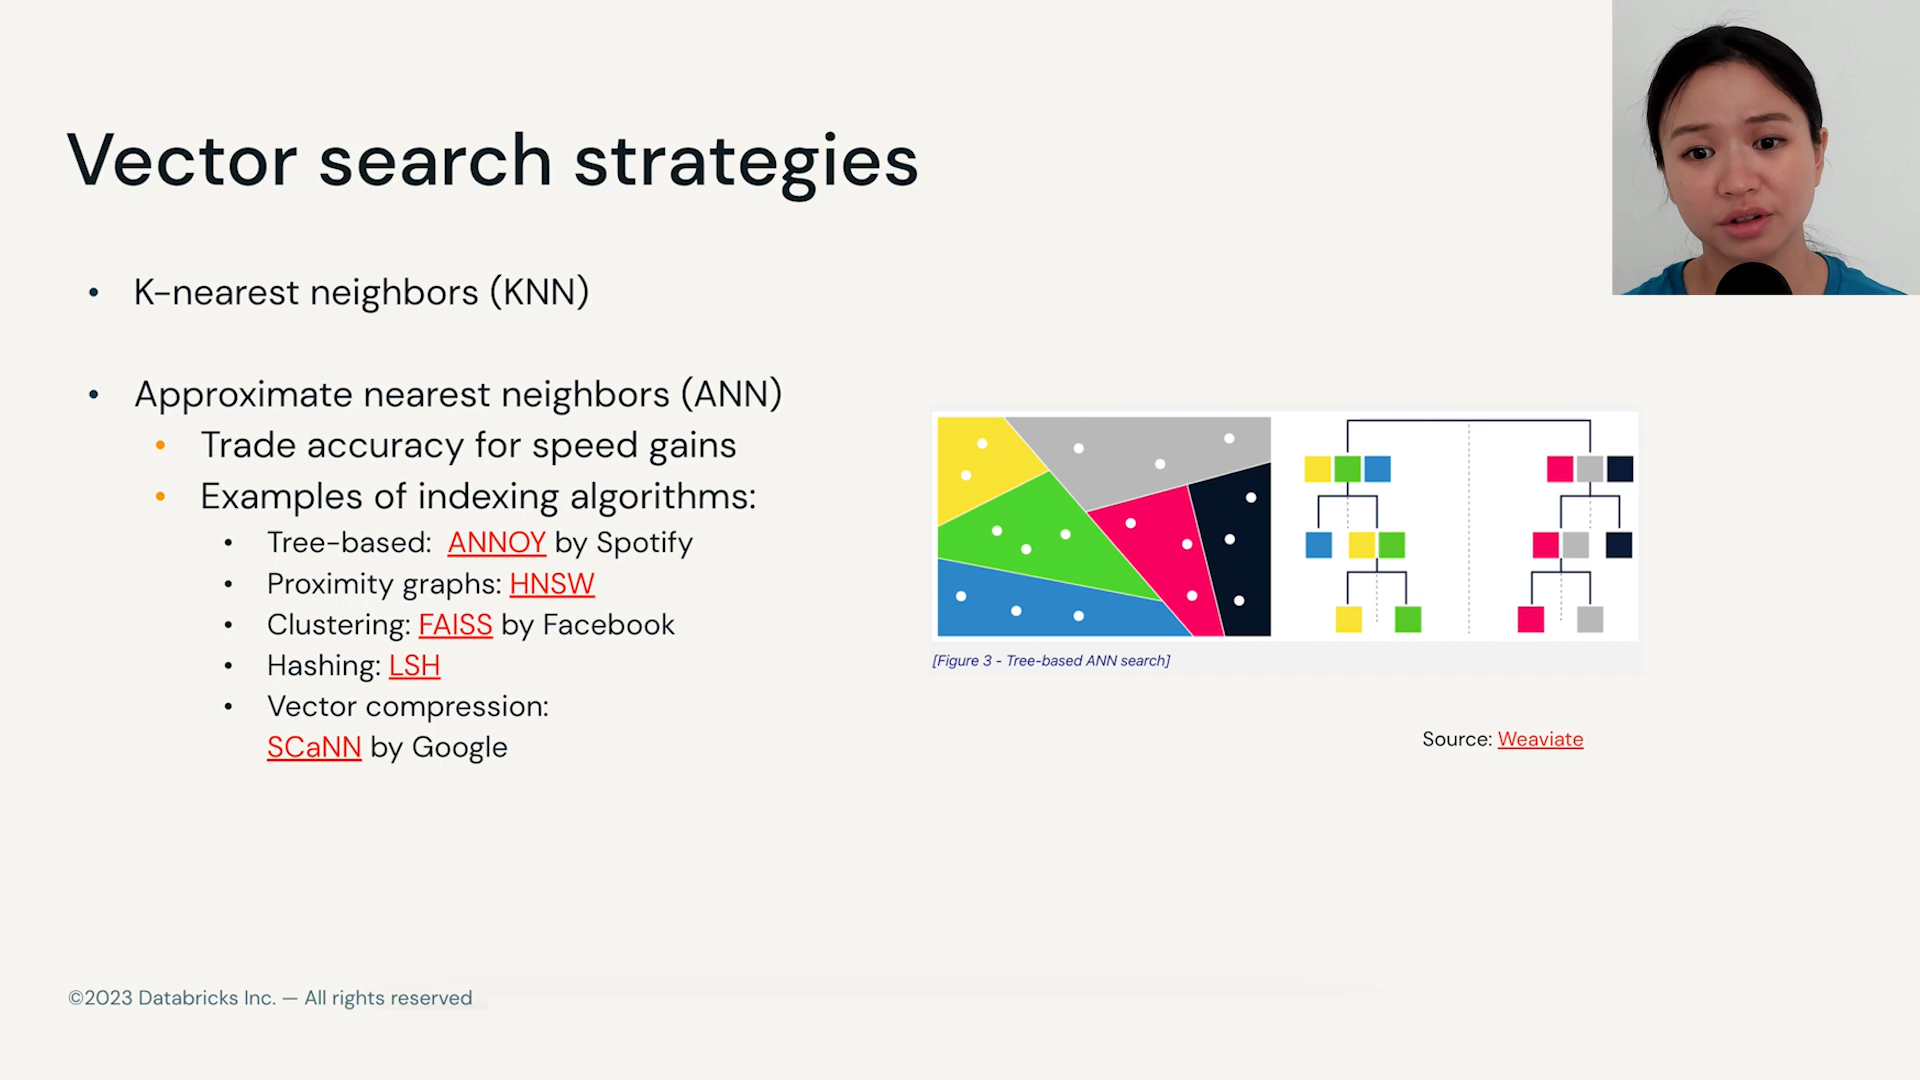 Vector search strategies
• K-nearest neighbors (KNN)
• Approximate nearest neighbors (ANN)
• Trade accuracy for speed gains
• Examples of indexing algorithms:
• Tree-based: ANNOY by Spotify
• Proximity graphs: HNSW
• Clustering: FAISS by Facebook
• Hashing: LSH
• Vector compression:
SCaNN by Google
[Figure 3 - Tree-based ANN search]
Source: Weaviate
©2023 Databricks Inc. — All rights reserved